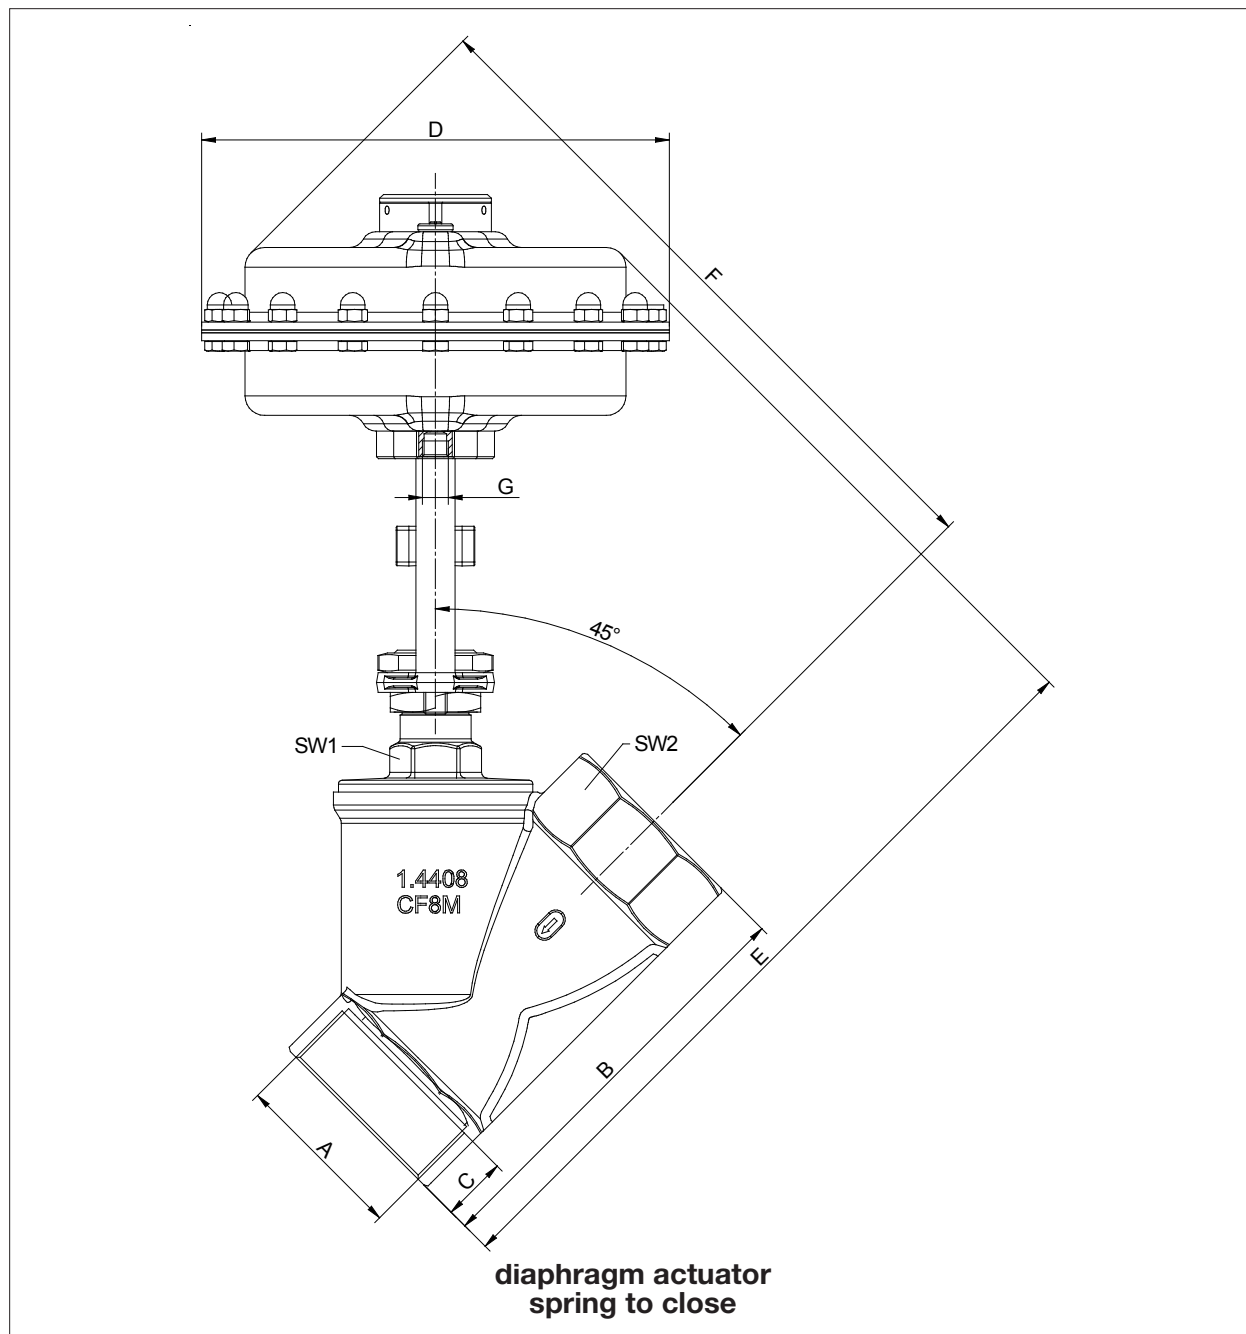 D
F
G
45°
SW1
SW2
1.4408
CF8M
E
B
A
C
diaphragm actuator
spring to close